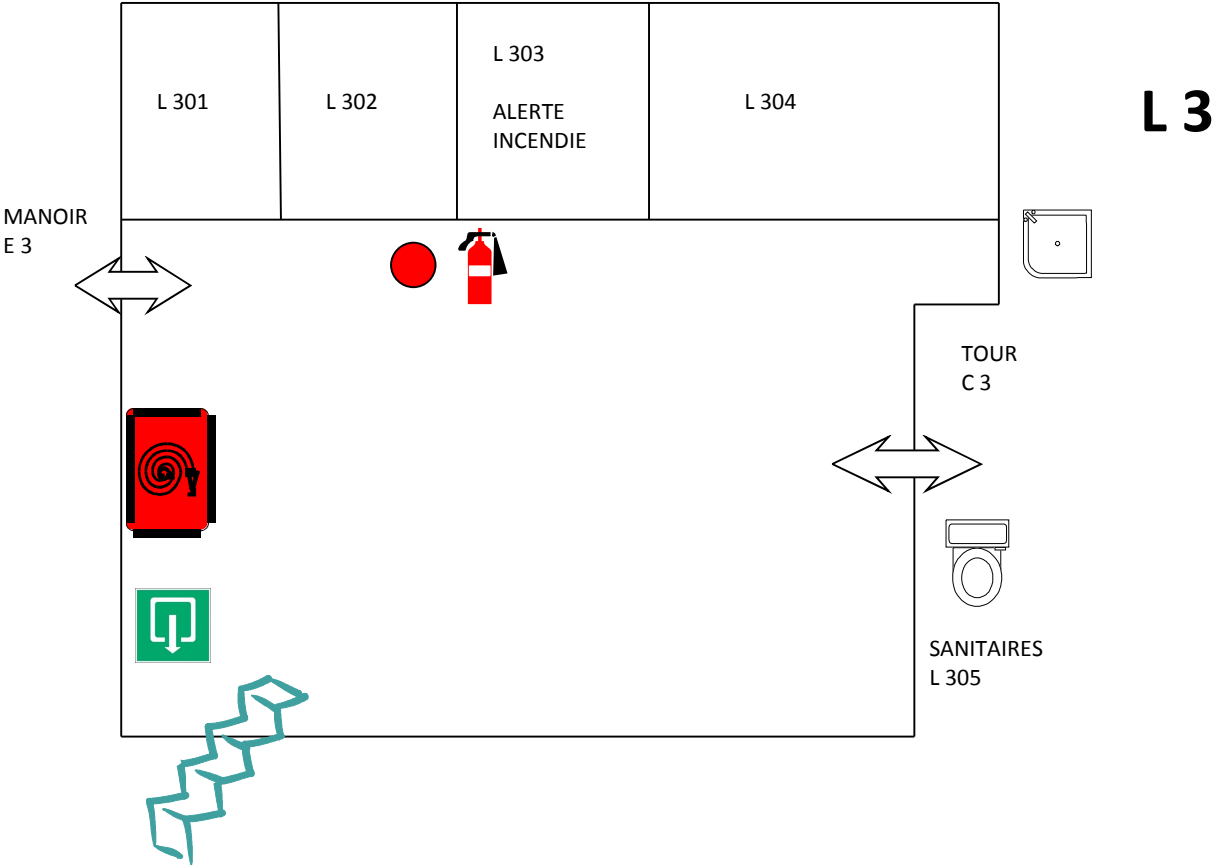 L 301
L 302
L 303
ALERTE
INCENDIE
L 304
L 3
MANOIR
E 3
TOUR
C 3
SANITAIRES
L 305